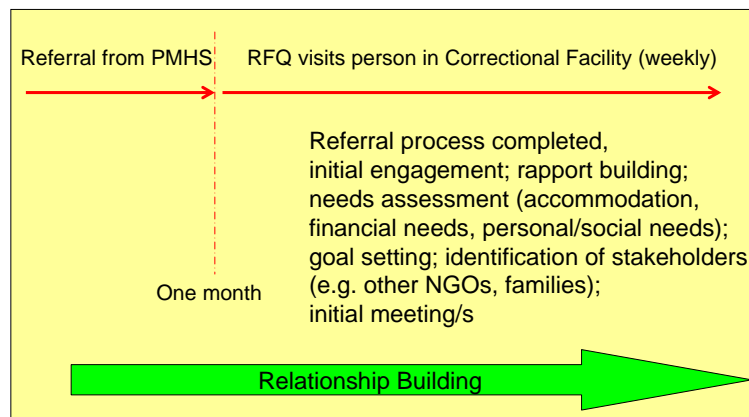 Referral from PMHS
RFQ visits person in Correctional Facility (weekly)
Referral process completed,
initial engagement; rapport building;
needs assessment (accommodation,
financial needs, personal/social needs);
goal setting; identification of stakeholders
(e.g. other NGOs, families);
initial meeting/s
One month
Relationship Building